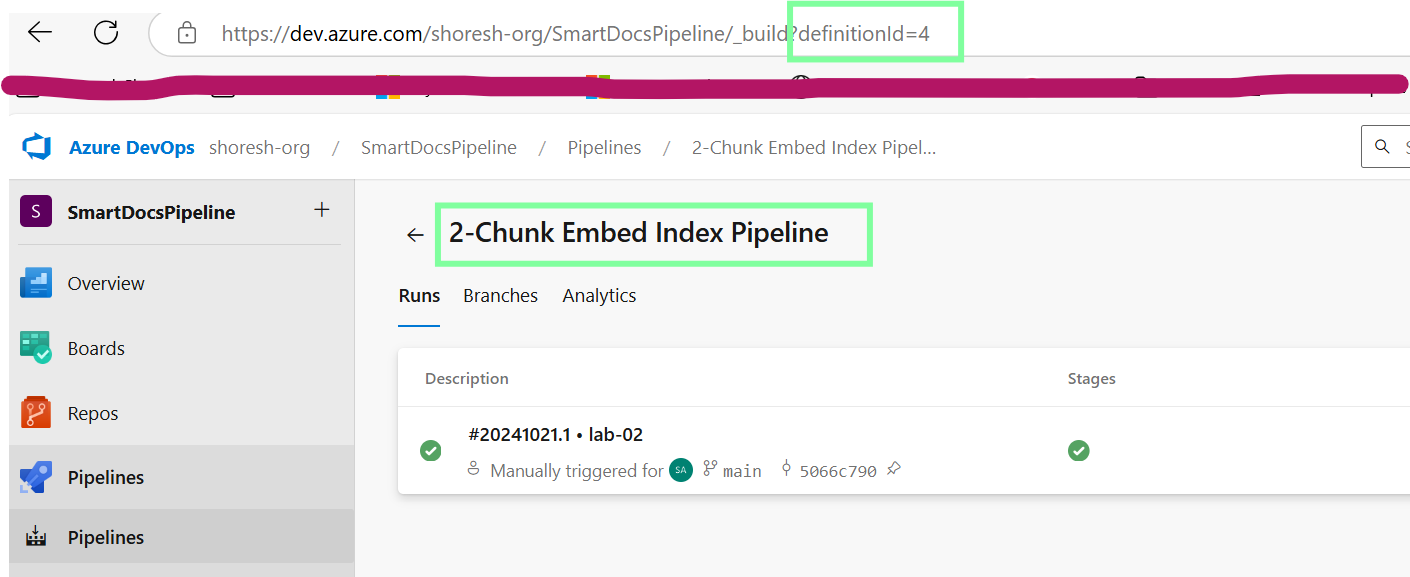 https://dev.azure.com/shoresh-org/SmartDocsPipeline/_build?definitionId=4
Azure DevOps shoresh-org / SmartDocsPipeline / Pipelines / 2-Chunk Embed Index Pipel...
S SmartDocsPipeline +
2-Chunk Embed Index Pipeline
Overview
Runs Branches Analytics
Boards
Description Stages
Repos
#20241021.1 • lab-02
Manually triggered for SA main 5066c790
Pipelines
Pipelines